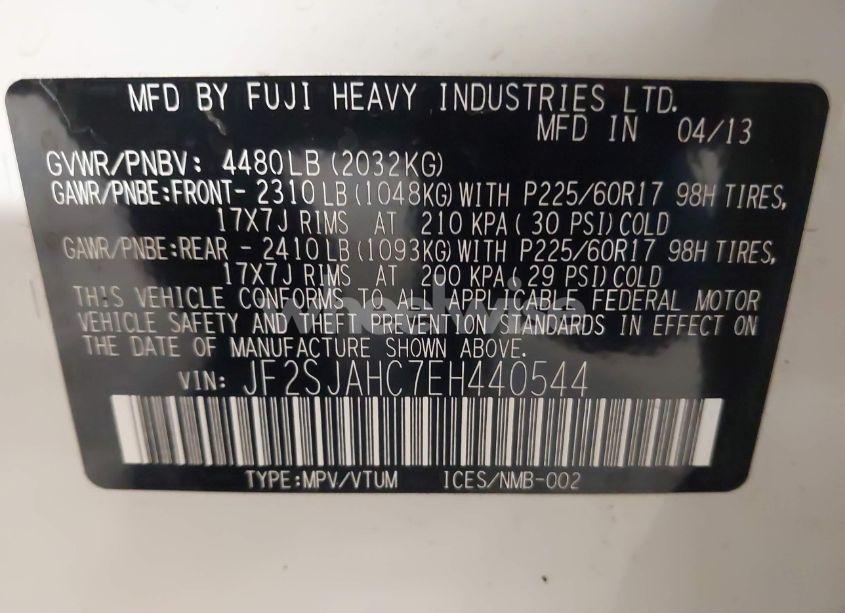 MFD BY FUJI HEAVY INDUSTRIES LTD.
MFD IN 04/13
GVWR/PNBV: 4480LB(2032KG)
GAWR/PNBE:FRONT- 2310LB(1048KG)WITH P225/60R17 98H TIRES,
17X7J RIMS AT 210 KPA( 30 PSI)COLD
GAWR/PNBE:REAR - 2410LB(1093KG)WITH P225/60R17 98H TIRES,
17X7J RIMS AT 200 KPA( 29 PSI)COLD
THIS VEHICLE CONFORMS TO ALL APPLICABLE FEDERAL MOTOR
VEHICLE SAFETY AND THEFT PREVENTION STANDARDS IN EFFECT ON
THE DATE OF MANUFACTURE SHOWN ABOVE.
wheelwise
VIN: JF2SJAHC7EH440544
TYPE:MPV/VTUM ICES/NMB-002